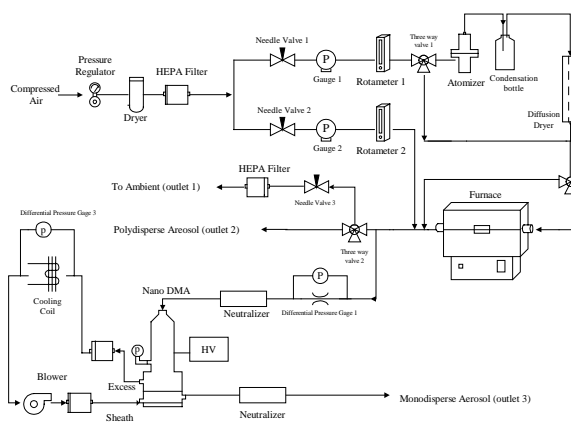 Needle Valve 1
Pressure
Regulator
HEPA Filter
P
Gauge 1
Rotameter 1
Three way
valve 1
Atomizer
Condensation
bottle
Compressed
Air
Dryer
Needle Valve 2
P
Gauge 2
Rotameter 2
Diffusion
Dryer
HEPA Filter
To Ambient (outlet 1)
Needle Valve 3
Furnace
Differential Pressure Gage 3
P
Polydisperse Areosol (outlet 2)
Three way
valve 2
Cooling
Coil
Nano DMA
P
Neutralizer
Differential Pressure Gage 1
P
HV
Blower
Excess
Sheath
Neutralizer
Monodisperse Aerosol (outlet 3)